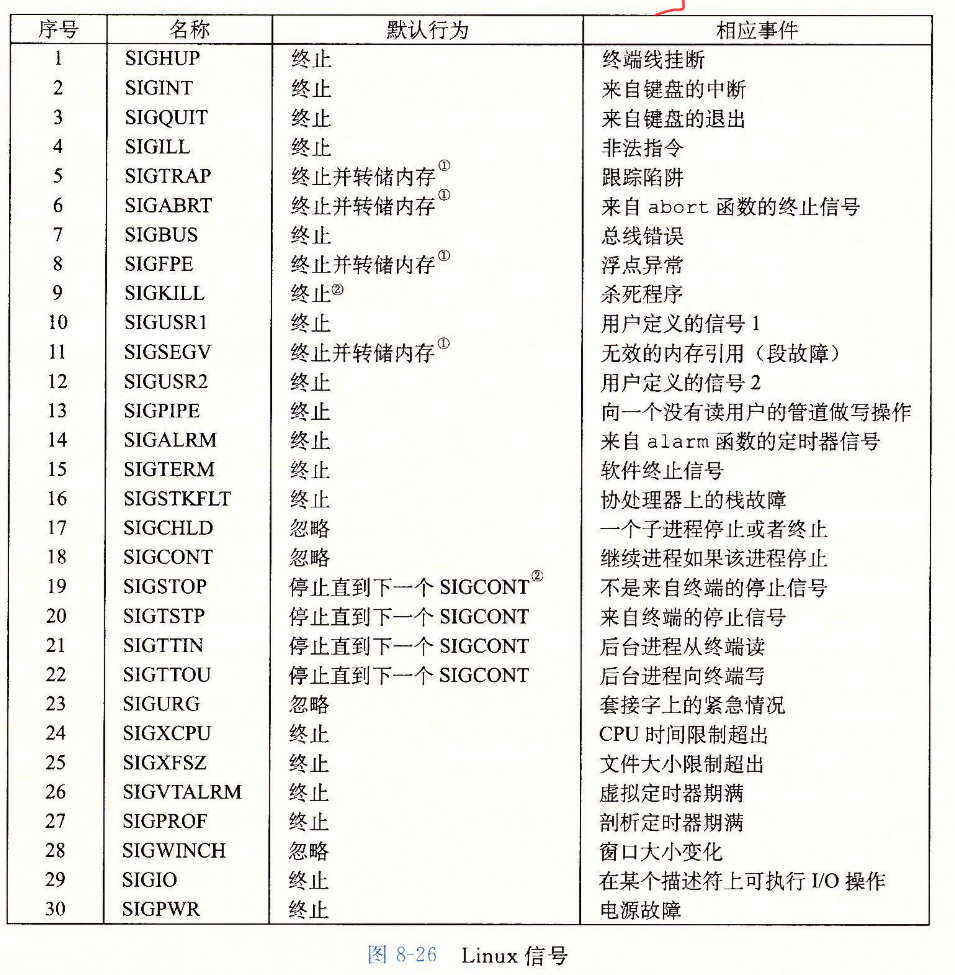 序号 名称 默认行为 相应事件
1 SIGHUP 终止 终端线挂断
2 SIGINT 终止 来自键盘的中断
3 SIGQUIT 终止 来自键盘的退出
4 SIGILL 终止 非法指令
5 SIGTRAP 终止并转储内存① 跟踪陷阱
6 SIGABRT 终止并转储内存① 来自 abort 函数的终止信号
7 SIGBUS 终止 总线错误
8 SIGFPE 终止并转储内存① 浮点异常
9 SIGKILL 终止② 杀死程序
10 SIGUSR1 终止 用户定义的信号 1
11 SIGSEGV 终止并转储内存① 无效的内存引用（段故障）
12 SIGUSR2 终止 用户定义的信号 2
13 SIGPIPE 终止 向一个没有读用户的管道做写操作
14 SIGALRM 终止 来自 alarm 函数的定时器信号
15 SIGTERM 终止 软件终止信号
16 SIGSTKFLT 终止 协处理器上的栈故障
17 SIGCHLD 忽略 一个子进程停止或者终止
18 SIGCONT 忽略 继续进程如果该进程停止
19 SIGSTOP 停止直到下一个 SIGCONT② 不是来自终端的停止信号
20 SIGTSTP 停止直到下一个 SIGCONT 来自终端的停止信号
21 SIGTTIN 停止直到下一个 SIGCONT 后台进程从终端读
22 SIGTTOU 停止直到下一个 SIGCONT 后台进程向终端写
23 SIGURG 忽略 套接字上的紧急情况
24 SIGXCPU 终止 CPU 时间限制超出
25 SIGXFSZ 终止 文件大小限制超出
26 SIGVTALRM 终止 虚拟定时器期满
27 SIGPROF 终止 剖析定时器期满
28 SIGWINCH 忽略 窗口大小变化
29 SIGIO 终止 在某个描述符上可执行 I/O 操作
30 SIGPWR 终止 电源故障
图 8-26 Linux 信号